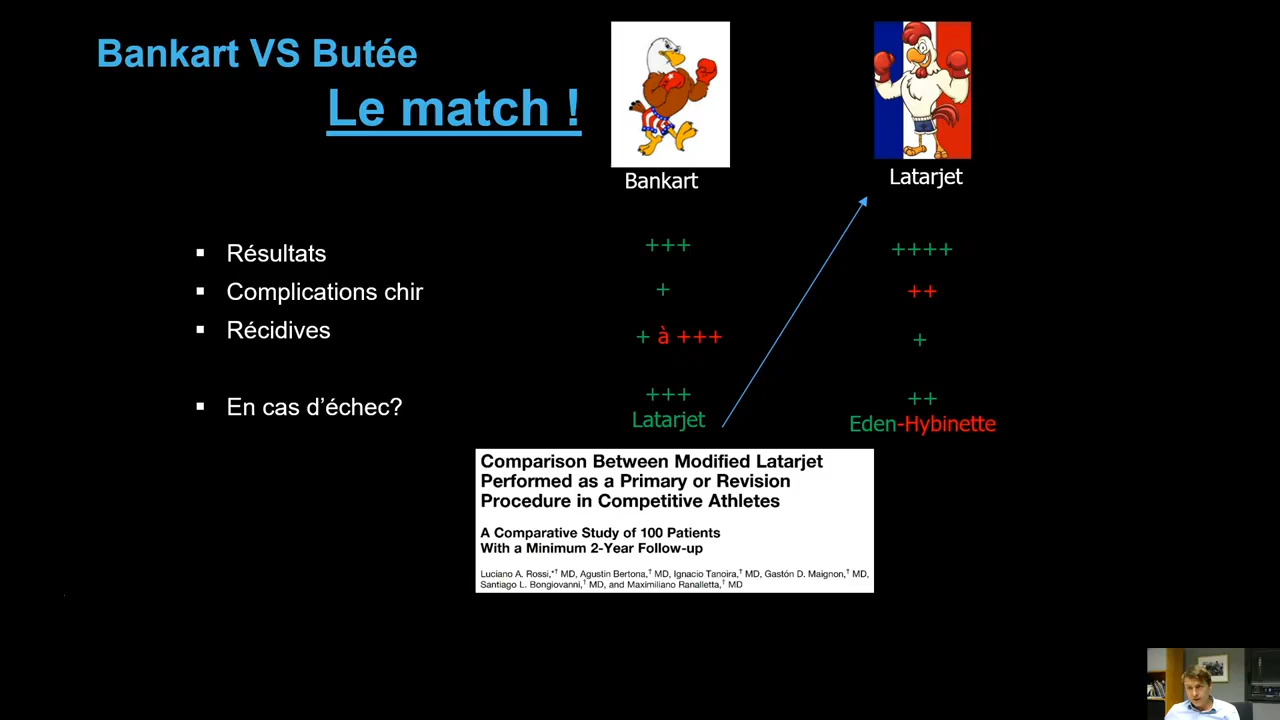 Bankart VS Butée
Le match !
Bankart
Latarjet
▪ Résultats
+++
++++
▪ Complications chir
+
++
▪ Récidives
+ à +++
+
▪ En cas d’échec?
+++
++
Latarjet
Eden-Hybinette
Comparison Between Modified Latarjet
Performed as a Primary or Revision
Procedure in Competitive Athletes
A Comparative Study of 100 Patients
With a Minimum 2-Year Follow-up
Luciano A. Rossi,*† MD, Agustin Bertona,† MD, Ignacio Tanoira,† MD, Gastón D. Maignon,† MD,
Santiago L. Bongiovanni,† MD, and Maximiliano Ranalletta,† MD